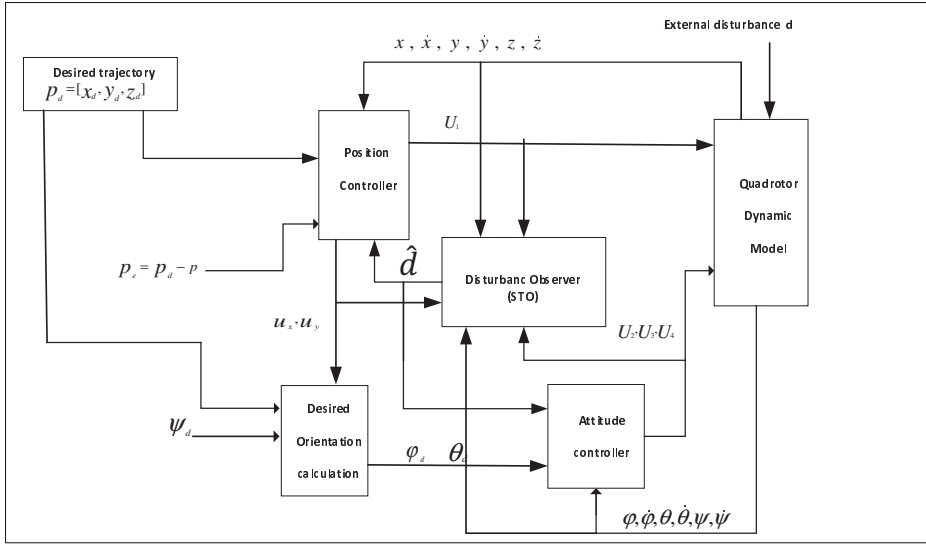 External disturbance d
x , ẋ , y , ẏ , z , ż
Desired trajectory
p_d=[x_d,y_d,z_d]
U_1
Position
Controller
Quadrotor
Dynamic
Model
p_e = p_d − p
d̂
Disturbanc Observer
(STO)
u_x,u_y
U_2,U_3,U_4
Desired
Orientation
calculation
ψ_d
Attitude
controller
φ_d θ_d
φ,φ̇,θ,θ̇,ψ,ψ̇